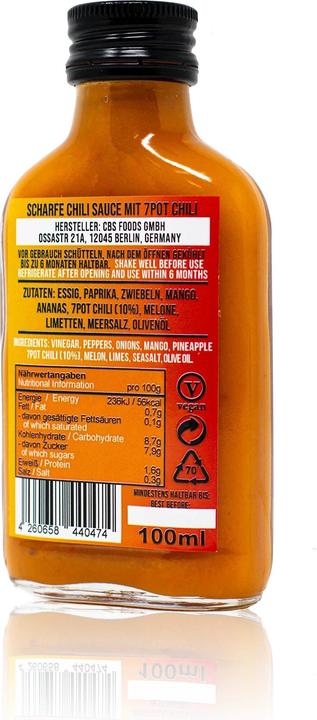 SCHARFE CHILI SAUCE MIT 7POT CHILI
HERSTELLER: CBS FOODS GMBH
OSSASTR 21A, 12045 BERLIN, GERMANY
VOR GEBRAUCH SCHÜTTELN, NACH DEM ÖFFNEN GEKÜHLT
BIS ZU 6 MONATEN HALTBAR. SHAKE WELL BEFORE USE
REFRIGERATE AFTER OPENING AND USE WITHIN 6 MONTHS
ZUTATEN: ESSIG, PAPRIKA, ZWIEBELN, MANGO,
ANANAS, 7POT CHILI (10%), MELONE,
LIMETTEN, MEERSALZ, OLIVENÖL
INGREDIENTS: VINEGAR, PEPPERS, ONIONS, MANGO, PINEAPPLE
7POT CHILI (10%), MELON, LIMES, SEASALT, OLIVE OIL.
Nährwertangaben
Nutritional Information pro 100g
Energie / Energy 236kJ / 56kcal
Fett / Fat 0,7g
- davon gesättigte Fettsäuren 0,1g
of which saturated
Kohlenhydrate / Carbohydrate 8,7g
- davon Zucker 7,9g
of which sugars
Eiweiß / Protein 1,6g
Salz / Salt 0,3g
V
vegan
70
MINDESTENS HALTBAR BIS:
BEST BEFORE:
4 260658 440474
100ml